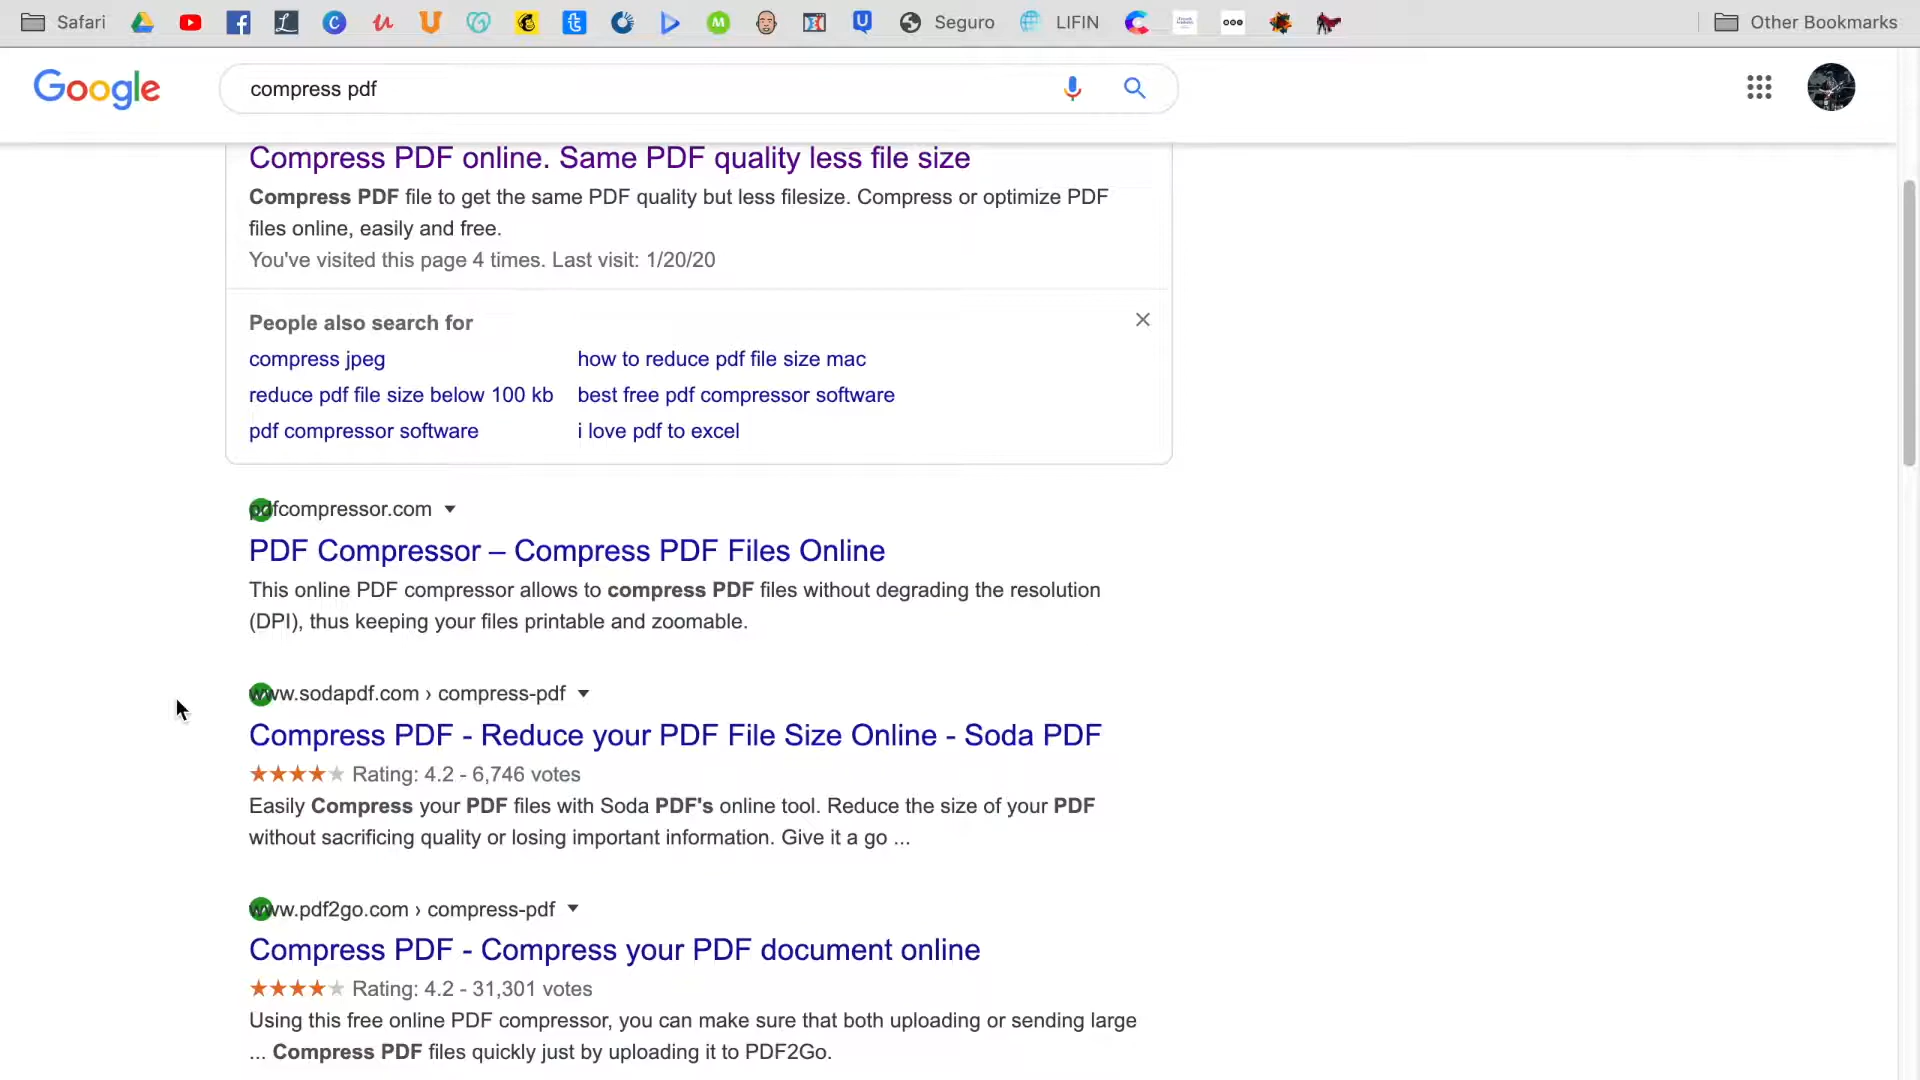 Safari
Seguro
LIFIN
Other Bookmarks
Google
compress pdf
Compress PDF online. Same PDF quality less file size
Compress PDF file to get the same PDF quality but less filesize. Compress or optimize PDF
files online, easily and free.
You've visited this page 4 times. Last visit: 1/20/20
People also search for
compress jpeg
how to reduce pdf file size mac
reduce pdf file size below 100 kb
best free pdf compressor software
pdf compressor software
i love pdf to excel
pdfcompressor.com
PDF Compressor – Compress PDF Files Online
This online PDF compressor allows to compress PDF files without degrading the resolution
(DPI), thus keeping your files printable and zoomable.
www.sodapdf.com › compress-pdf
Compress PDF - Reduce your PDF File Size Online - Soda PDF
Rating: 4.2 - 6,746 votes
Easily Compress your PDF files with Soda PDF's online tool. Reduce the size of your PDF
without sacrificing quality or losing important information. Give it a go ...
www.pdf2go.com › compress-pdf
Compress PDF - Compress your PDF document online
Rating: 4.2 - 31,301 votes
Using this free online PDF compressor, you can make sure that both uploading or sending large
... Compress PDF files quickly just by uploading it to PDF2Go.